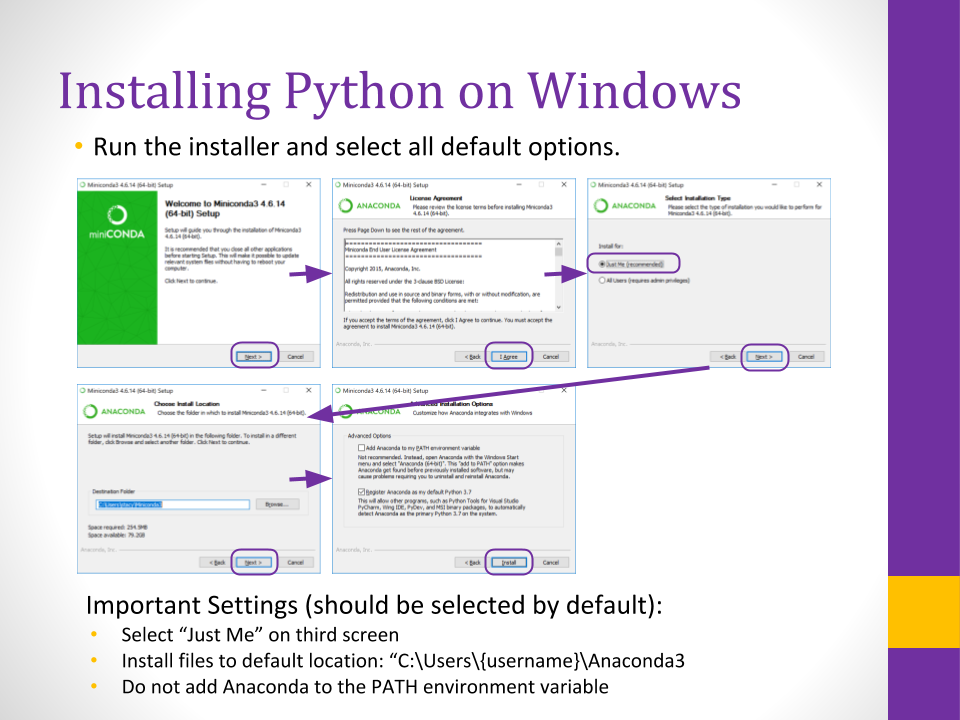 Installing Python on Windows
• Run the installer and select all default options.
Miniconda3 4.6.14 (64-bit) Setup
miniCONDA
Welcome to Miniconda3 4.6.14
(64-bit) Setup
Setup will guide you through the installation of Miniconda3
4.6.14 (64-bit).
It is recommended that you close all other applications
before starting Setup. This will make it possible to update
relevant system files without having to reboot your
computer.
Click Next to continue.
Next >
Cancel
Miniconda3 4.6.14 (64-bit) Setup
ANACONDA
License Agreement
Please review the license terms before installing Miniconda3
4.6.14 (64-bit).
Press Page Down to see the rest of the agreement.
======================================
Miniconda End User License Agreement
======================================
Copyright 2015, Anaconda, Inc.
All rights reserved under the 3-clause BSD License:
Redistribution and use in source and binary forms, with or without modification, are
permitted provided that the following conditions are met:
If you accept the terms of the agreement, click I Agree to continue. You must accept the
agreement to install Miniconda3 4.6.14 (64-bit).
Anaconda, Inc.
< Back
I Agree
Cancel
Miniconda3 4.6.14 (64-bit) Setup
ANACONDA
Select Installation Type
Please select the type of installation you would like to perform for
Miniconda3 4.6.14 (64-bit).
Install for:
Just Me (recommended)
All Users (requires admin privileges)
Anaconda, Inc.
< Back
Next >
Cancel
Miniconda3 4.6.14 (64-bit) Setup
ANACONDA
Choose Install Location
Choose the folder in which to install Miniconda3 4.6.14 (64-bit).
Setup will install Miniconda3 4.6.14 (64-bit) in the following folder. To install in a different
folder, click Browse and select another folder. Click Next to continue.
Destination Folder
Browse...
Space required: 254.9MB
Space available: 79.2GB
Anaconda, Inc.
< Back
Next >
Cancel
Miniconda3 4.6.14 (64-bit) Setup
ANACONDA
Advanced Installation Options
Customize how Anaconda integrates with Windows
Advanced Options
Add Anaconda to my PATH environment variable
Not recommended. Instead, open Anaconda with the Windows Start
menu and select "Anaconda (64-bit)". This "add to PATH" option makes
Anaconda get found before previously installed software, but may
cause problems requiring you to uninstall and reinstall Anaconda.
Register Anaconda as my default Python 3.7
This will allow other programs, such as Python Tools for Visual Studio
PyCharm, Wing IDE, PyDev, and MSI binary packages, to automatically
detect Anaconda as the primary Python 3.7 on the system.
Anaconda, Inc.
< Back
Install
Cancel
Important Settings (should be selected by default):
• Select “Just Me” on third screen
• Install files to default location: “C:\Users\{username}\Anaconda3
• Do not add Anaconda to the PATH environment variable